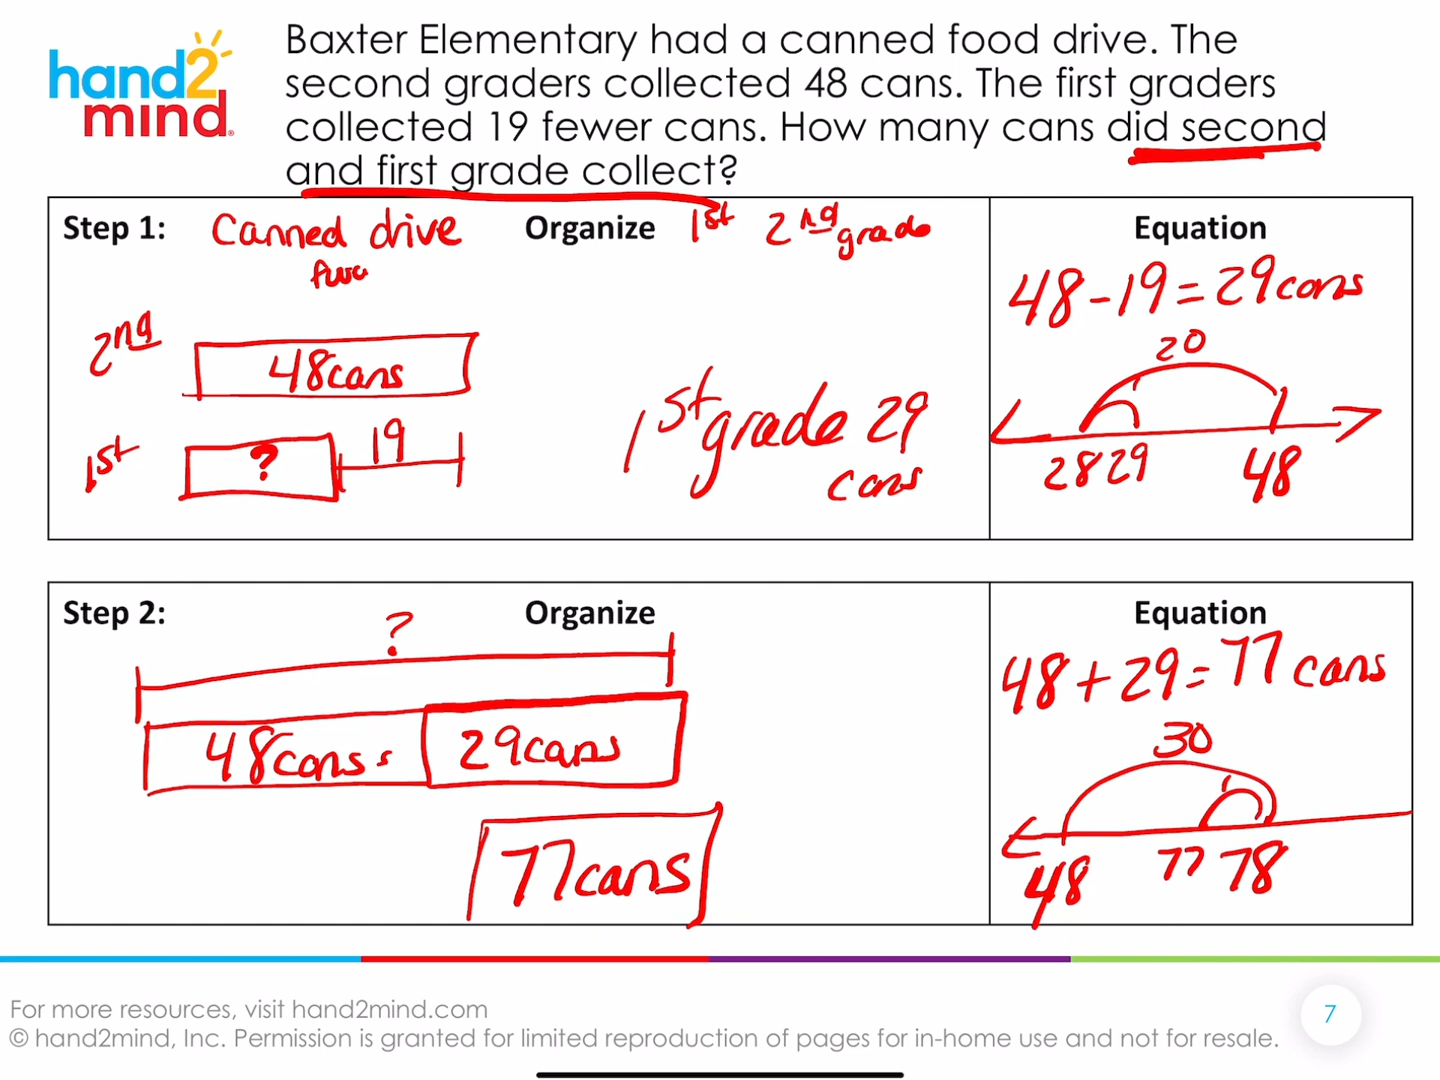 hand2
mind
Baxter Elementary had a canned food drive. The
second graders collected 48 cans. The first graders
collected 19 fewer cans. How many cans did second
and first grade collect?
Step 1: Canned drive Organize 1st 2nd grade
2nd
48cans
1st
?
19
1st grade 29
cans
Equation
48-19=29cans
20
28 29 48
Step 2: Organize
?
48cans 29cans
77cans
Equation
48+29=77 cans
30
48 77 78
For more resources, visit hand2mind.com
© hand2mind, Inc. Permission is granted for limited reproduction of pages for in-home use and not for resale.
7